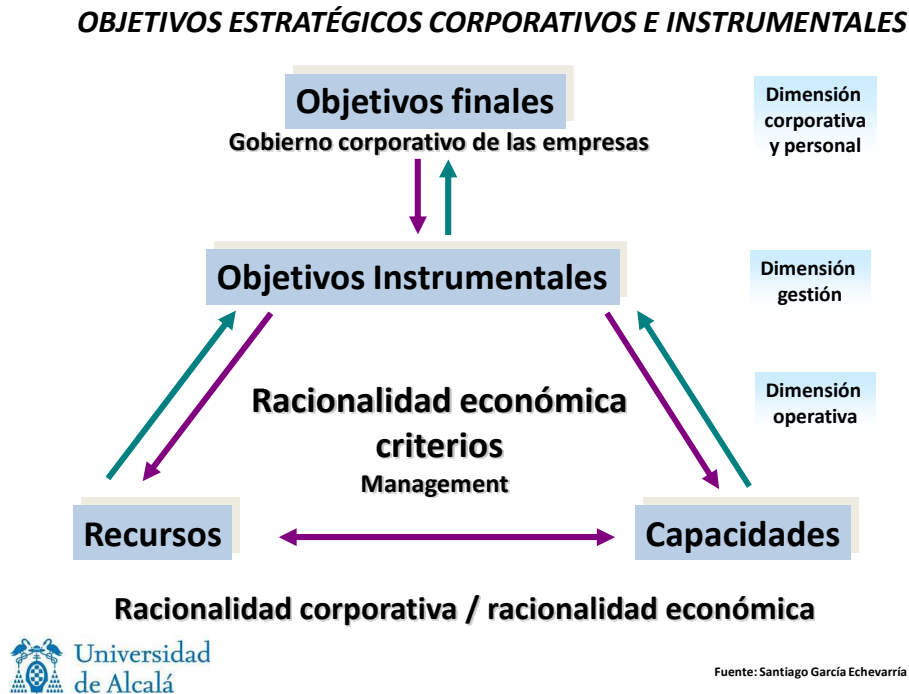 OBJETIVOS ESTRATÉGICOS CORPORATIVOS E INSTRUMENTALES
Objetivos finales
Gobierno corporativo de las empresas
Dimensión
corporativa
y personal
Objetivos Instrumentales
Dimensión
gestión
Racionalidad económica
criterios
Management
Dimensión
operativa
Recursos
Capacidades
Racionalidad corporativa / racionalidad económica
Universidad
de Alcalá
Fuente: Santiago García Echevarría